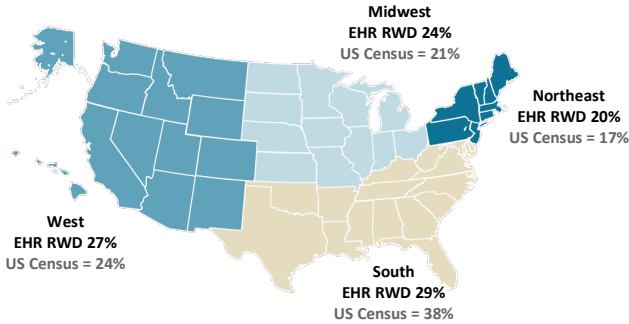 Midwest
EHR RWD 24%
US Census = 21%
Northeast
EHR RWD 20%
US Census = 17%
West
EHR RWD 27%
US Census = 24%
South
EHR RWD 29%
US Census = 38%